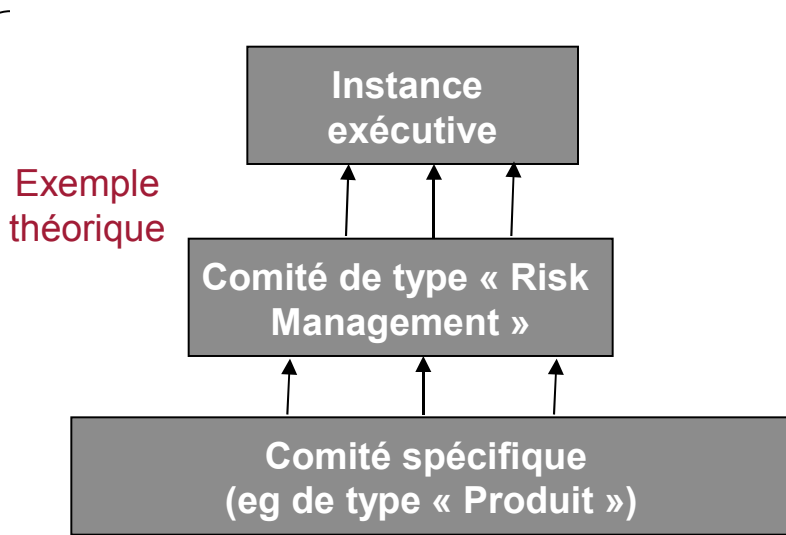 Instance
exécutive
Exemple
théorique
Comité de type « Risk
Management »
Comité spécifique
(eg de type « Produit »)